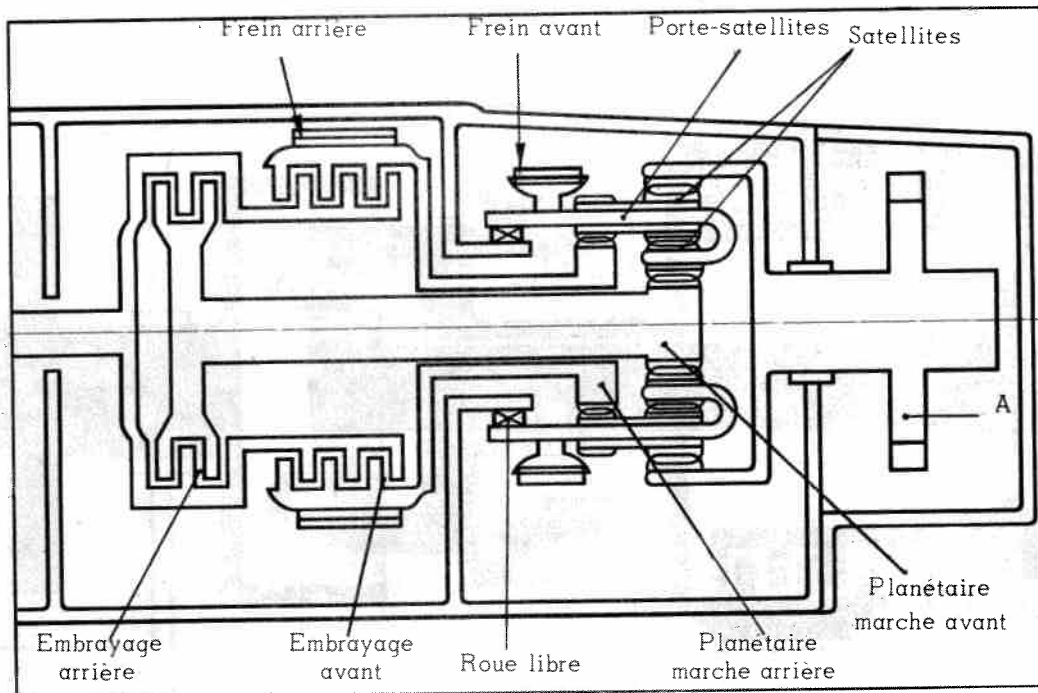 Frein arrière
Frein avant
Porte-satellites
Satellites
A
Planétaire
marche avant
Embrayage
arrière
Embrayage
avant
Roue libre
Planétaire
marche arrière